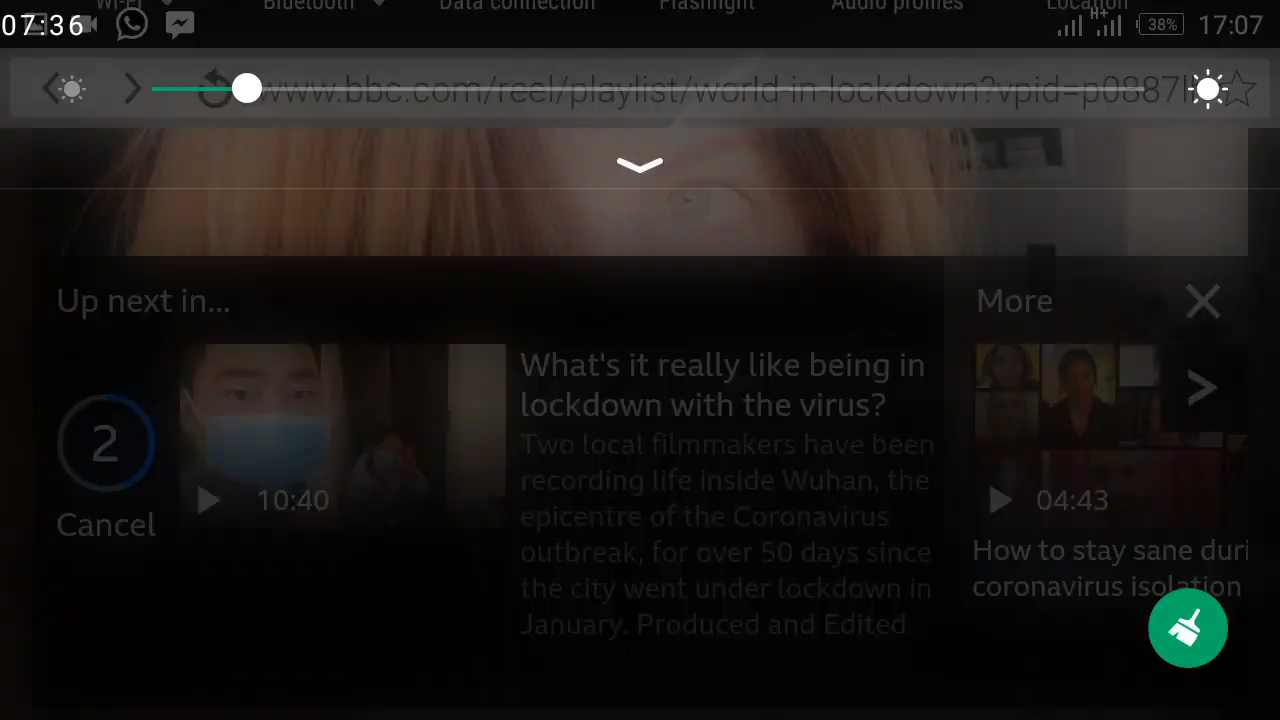 Wi-Fi Bluetooth Data connection Flashlight Audio profiles Location
07:36 H+ 38% 17:07
www.bbc.com/reel/playlist/world-in-lockdown?vpid=p0887l
Up next in...
More
What's it really like being in
lockdown with the virus?
Two local filmmakers have been
recording life inside Wuhan, the
epicentre of the Coronavirus
outbreak, for over 50 days since
the city went under lockdown in
January. Produced and Edited
2
10:40
Cancel
04:43
How to stay sane duri
coronavirus isolation